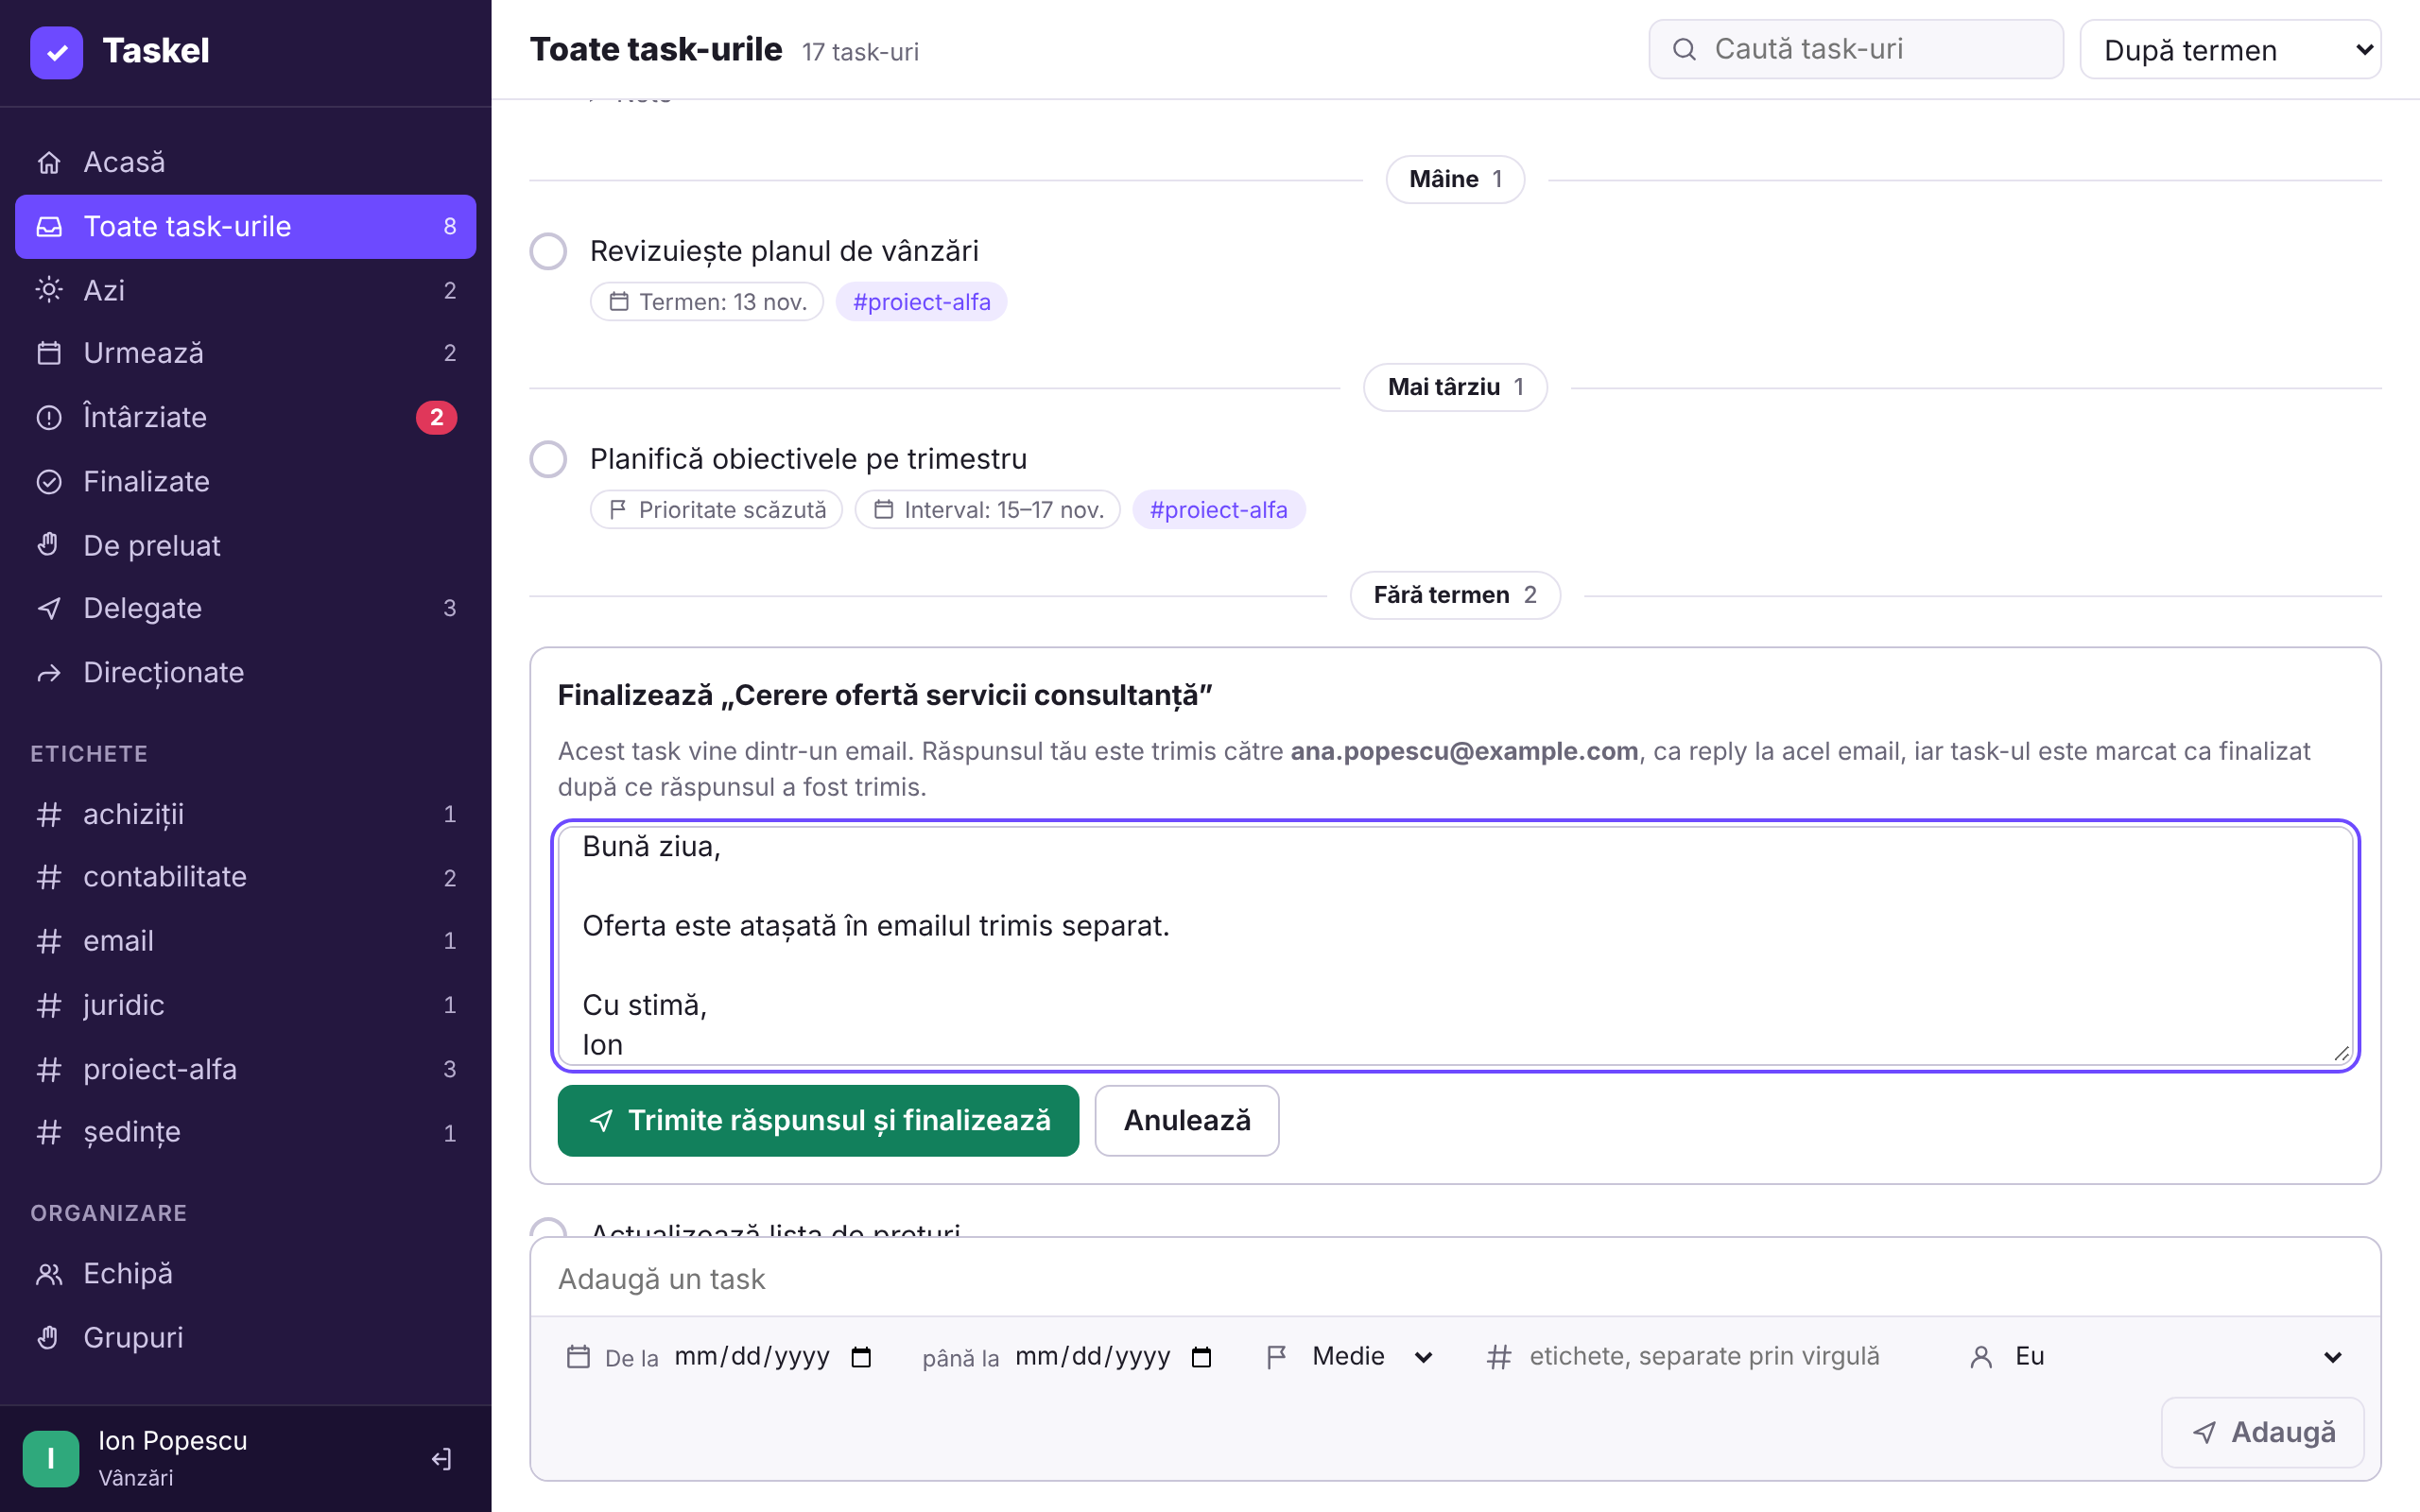 Taskel
Acasă
Toate task-urile 8
Azi 2
Urmează 2
Întârziate 2
Finalizate
De preluat
Delegate 3
Direcționate
ETICHETE
# achiziții 1
# contabilitate 2
# email 1
# juridic 1
# proiect-alfa 3
# ședințe 1
ORGANIZARE
Echipă
Grupuri
I
Ion Popescu
Vânzări
Toate task-urile 17 task-uri
Caută task-uri
După termen
Mâine 1
Revizuiește planul de vânzări
Termen: 13 nov. #proiect-alfa
Mai târziu 1
Planifică obiectivele pe trimestru
Prioritate scăzută Interval: 15–17 nov. #proiect-alfa
Fără termen 2
Finalizează „Cerere ofertă servicii consultanță”
Acest task vine dintr-un email. Răspunsul tău este trimis către ana.popescu@example.com, ca reply la acel email, iar task-ul este marcat ca finalizat
după ce răspunsul a fost trimis.
Bună ziua,
Oferta este atașată în emailul trimis separat.
Cu stimă,
Ion
Trimite răspunsul și finalizează Anulează
Actualizează lista de prețuri
Adaugă un task
De la mm/dd/yyyy până la mm/dd/yyyy Medie # etichete, separate prin virgulă Eu
Adaugă